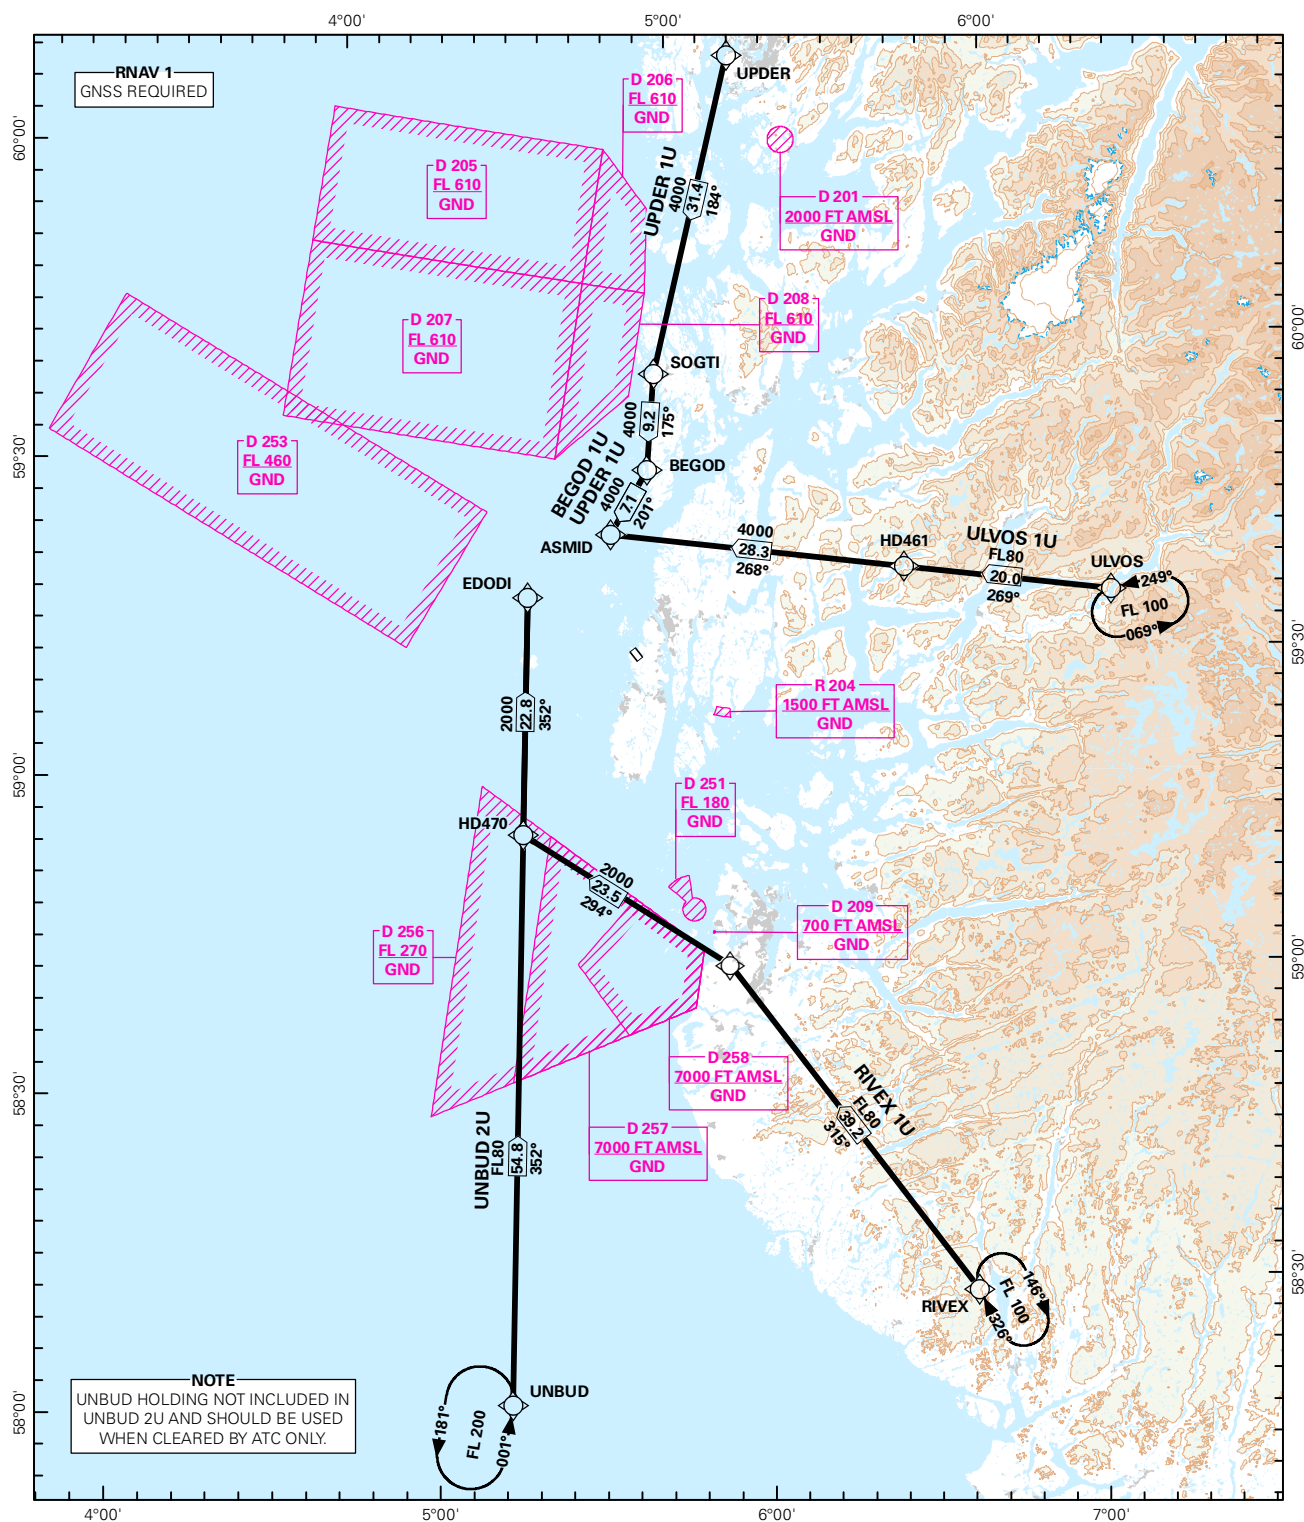 4°00'
5°00'
6°00'
RNAV 1
GNSS REQUIRED
UPDER
D 206
FL 610
GND
60°00'
D 205
FL 610
GND
UPDER 1U
4000
31.4
184°
D 201
2000 FT AMSL
GND
D 207
FL 610
GND
D 208
FL 610
GND
60°00'
SOGTI
4000
9.2
175°
D 253
FL 460
GND
59°30'
BEGOD 1U
UPDER 1U
4000
7.1
201°
BEGOD
ASMID
4000
28.3
268°
HD461
ULVOS 1U
FL80
20.0
269°
ULVOS
249°
FL 100
069°
EDODI
59°30'
2000
22.8
352°
R 204
1500 FT AMSL
GND
59°00'
D 251
FL 180
GND
HD470
2000
23.5
294°
D 209
700 FT AMSL
GND
D 256
FL 270
GND
59°00'
D 258
7000 FT AMSL
GND
58°30'
D 257
7000 FT AMSL
GND
RIVEX 1U
FL80
39.2
315°
UNBUD 2U
FL80
54.8
352°
58°30'
RIVEX
146°
FL 100
326°
NOTE
UNBUD HOLDING NOT INCLUDED IN
UNBUD 2U AND SHOULD BE USED
WHEN CLEARED BY ATC ONLY.
58°00'
UNBUD
181°
FL 200
001°
4°00'
5°00'
6°00'
7°00'